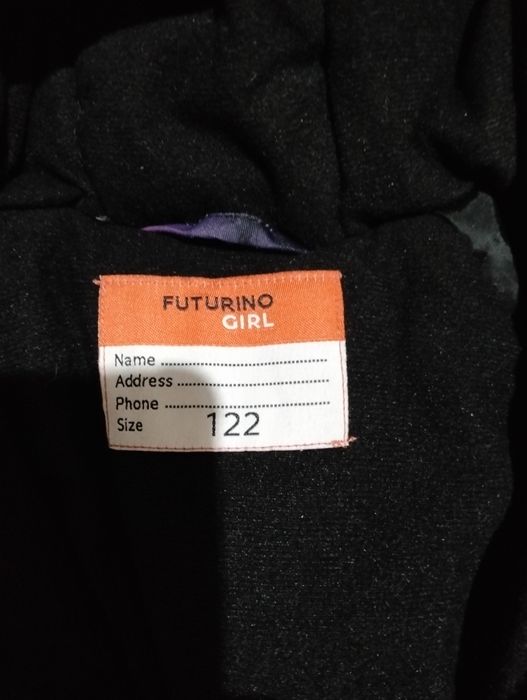 FUTURINO
GIRL
Name ................................
Address ................................
Phone ................................
Size 122